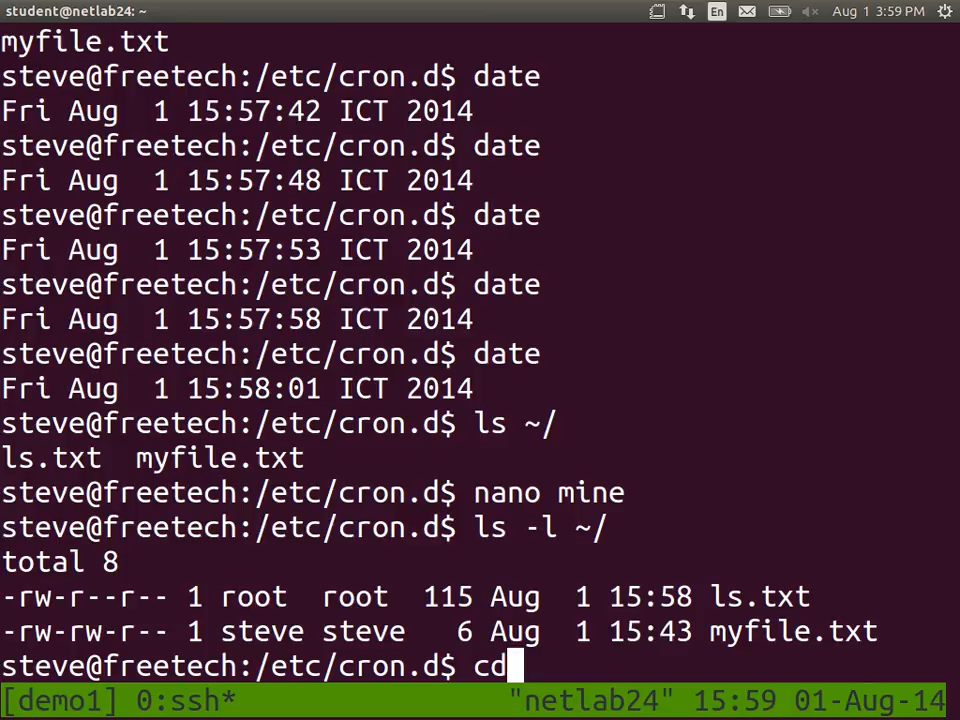 student@netlab24: ~ En Aug 1 3:59 PM
myfile.txt
steve@freetech:/etc/cron.d$ date
Fri Aug  1 15:57:42 ICT 2014
steve@freetech:/etc/cron.d$ date
Fri Aug  1 15:57:48 ICT 2014
steve@freetech:/etc/cron.d$ date
Fri Aug  1 15:57:53 ICT 2014
steve@freetech:/etc/cron.d$ date
Fri Aug  1 15:57:58 ICT 2014
steve@freetech:/etc/cron.d$ date
Fri Aug  1 15:58:01 ICT 2014
steve@freetech:/etc/cron.d$ ls ~/
ls.txt  myfile.txt
steve@freetech:/etc/cron.d$ nano mine
steve@freetech:/etc/cron.d$ ls -l ~/
total 8
-rw-r--r-- 1 root  root  115 Aug  1 15:58 ls.txt
-rw-rw-r-- 1 steve steve   6 Aug  1 15:43 myfile.txt
steve@freetech:/etc/cron.d$ cd
[demo1] 0:ssh* "netlab24" 15:59 01-Aug-14